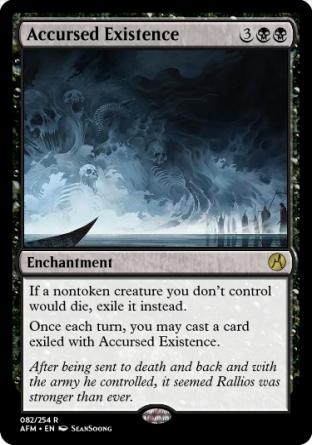 Accursed Existence 3
Enchantment
If a nontoken creature you don't control
would die, exile it instead.
Once each turn, you may cast a card
exiled with Accursed Existence.
After being sent to death and back and with
the army he controlled, it seemed Rallios was
stronger than ever.
082/254 R
AFM • EN SEANSOONG